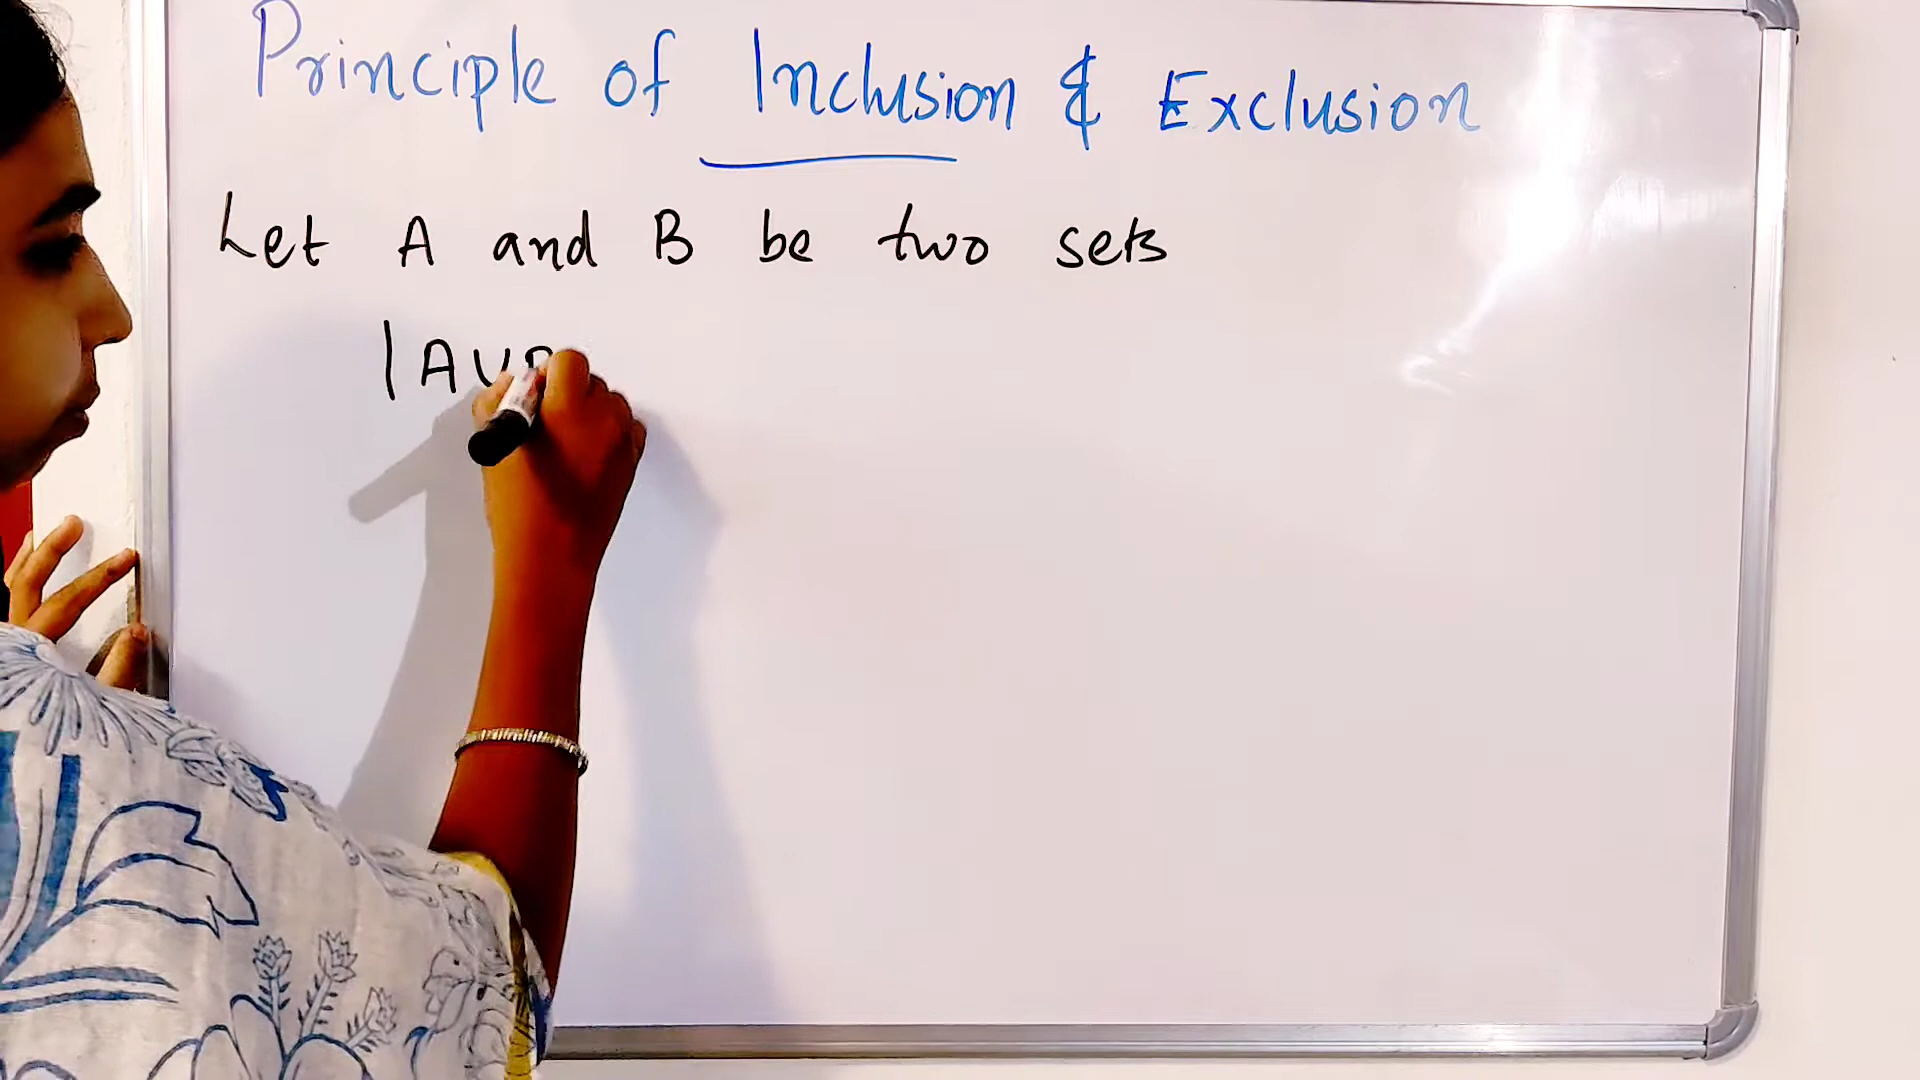 Principle of Inclusion & Exclusion
Let A and B be two sets
|A∪B